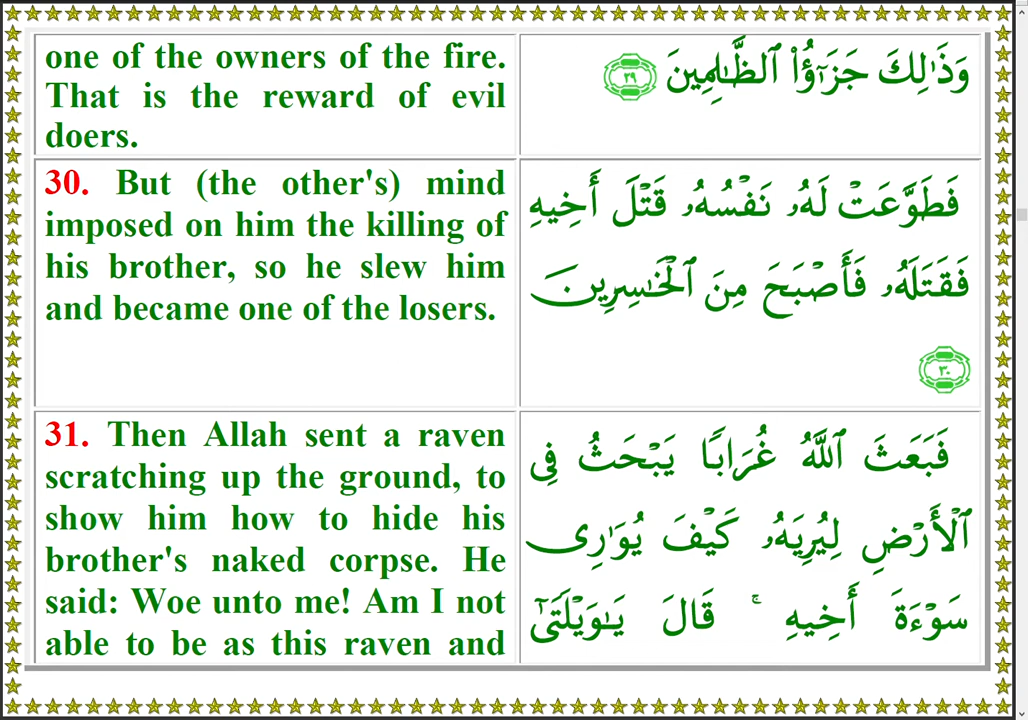 one of the owners of the fire.
That is the reward of evil
doers.
وَذَٰلِكَ جَزَـٰٓؤُا۟ ٱلظَّـٰلِمِينَ ٢٩
30. But (the other's) mind
imposed on him the killing of
his brother, so he slew him
and became one of the losers.
فَطَوَّعَتْ لَهُۥ نَفْسُهُۥ قَتْلَ أَخِيهِ
فَقَتَلَهُۥ فَأَصْبَحَ مِنَ ٱلْخَـٰسِرِينَ
٣٠
31. Then Allah sent a raven
scratching up the ground, to
show him how to hide his
brother's naked corpse. He
said: Woe unto me! Am I not
able to be as this raven and
فَبَعَثَ ٱللَّهُ غُرَابًا يَبْحَثُ فِى
ٱلْأَرْضِ لِيُرِيَهُۥ كَيْفَ يُوَٰرِى
سَوْءَةَ أَخِيهِ ۚ قَالَ يَـٰوَيْلَتَىٰٓ